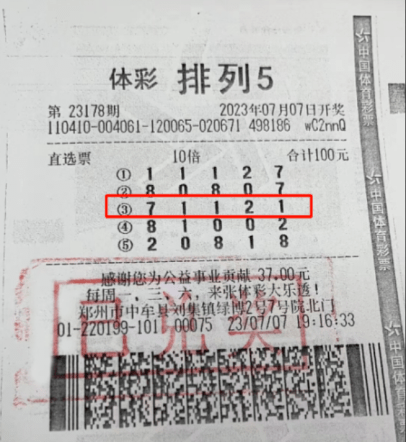 体彩 排列5
第 23178期 2023年07月07日开奖
110410-004061-120065-020671 498186 wC2nnQ
直选票 10倍 合计100元
① 1 1 1 2 7
② 8 0 8 0 7
③ 7 1 1 2 1
④ 8 1 0 0 2
⑤ 2 0 8 1 8
感谢您为公益事业贡献 37.00元
每周一、三、六，来张体彩大乐透！
郑州市中牟县刘集镇绿博2号7号院北门
01-220199-101 00075 23/07/07 19:16:33
已兑奖
中国体育彩票
中国体育彩票